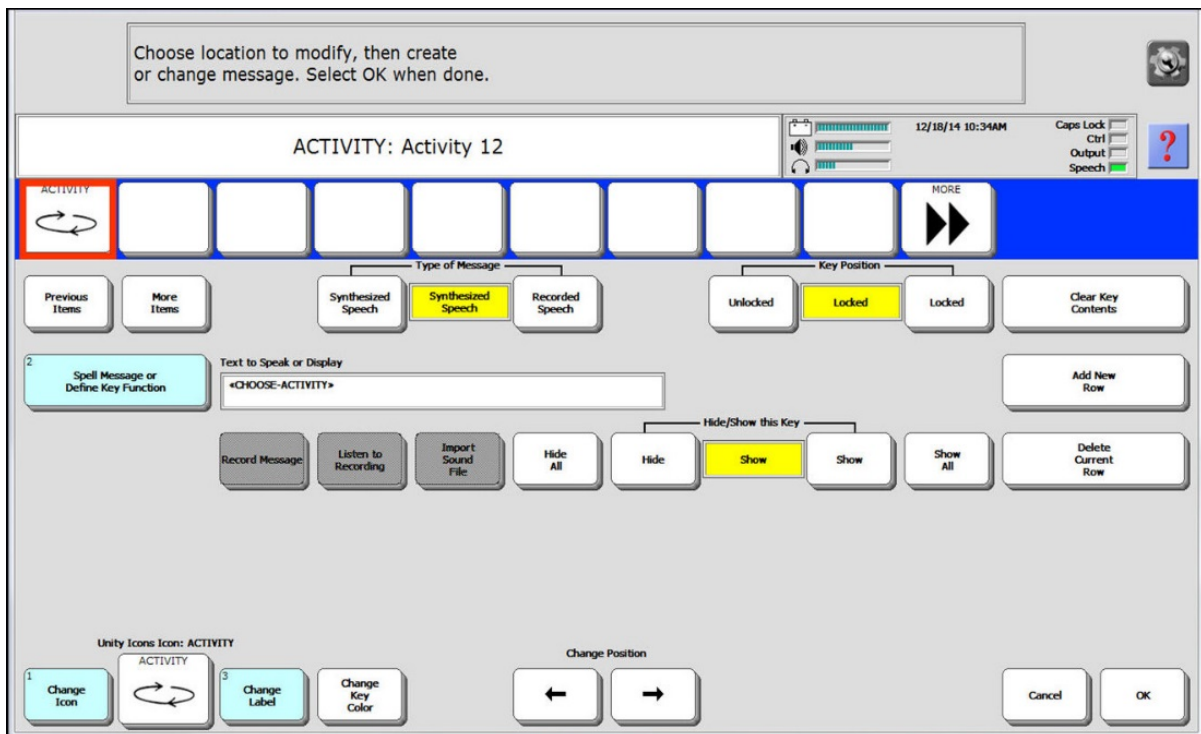 Choose location to modify, then create
or change message. Select OK when done.
ACTIVITY: Activity 12
12/18/14 10:34AM
Caps Lock
Ctrl
Output
Speech
?
ACTIVITY
MORE
Type of Message
Key Position
Previous
Items
More
Items
Synthesized
Speech
Synthesized
Speech
Recorded
Speech
Unlocked
Locked
Locked
Clear Key
Contents
2
Spell Message or
Define Key Function
Text to Speak or Display
«CHOOSE-ACTIVITY»
Add New
Row
Hide/Show this Key
Record Message
Listen to
Recording
Import
Sound
File
Hide
All
Hide
Show
Show
Show
All
Delete
Current
Row
Unity Icons Icon: ACTIVITY
Change Position
1
Change
Icon
ACTIVITY
3
Change
Label
Change
Key
Color
Cancel
OK